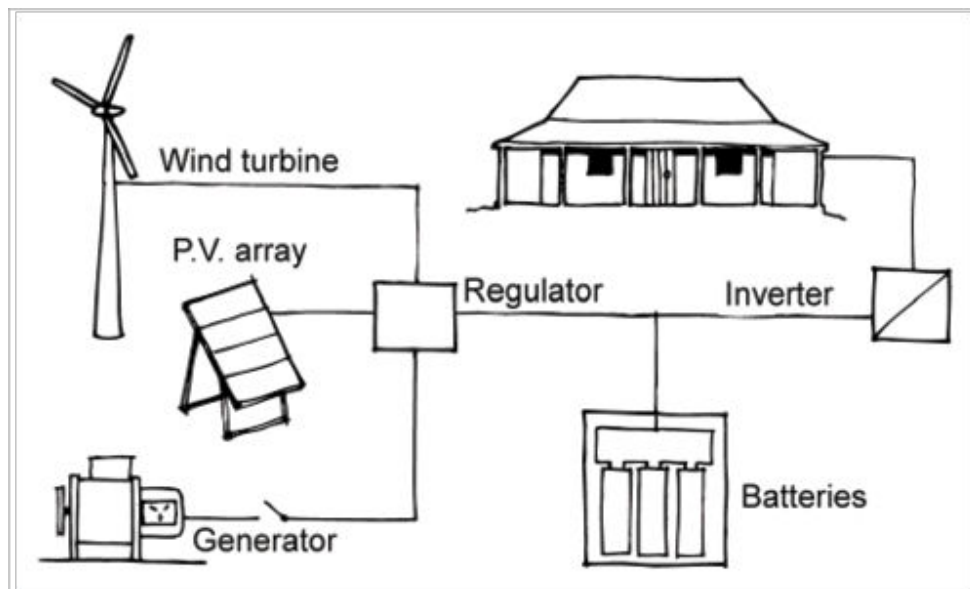 Wind turbine
P.V. array
Regulator
Inverter
Batteries
Generator